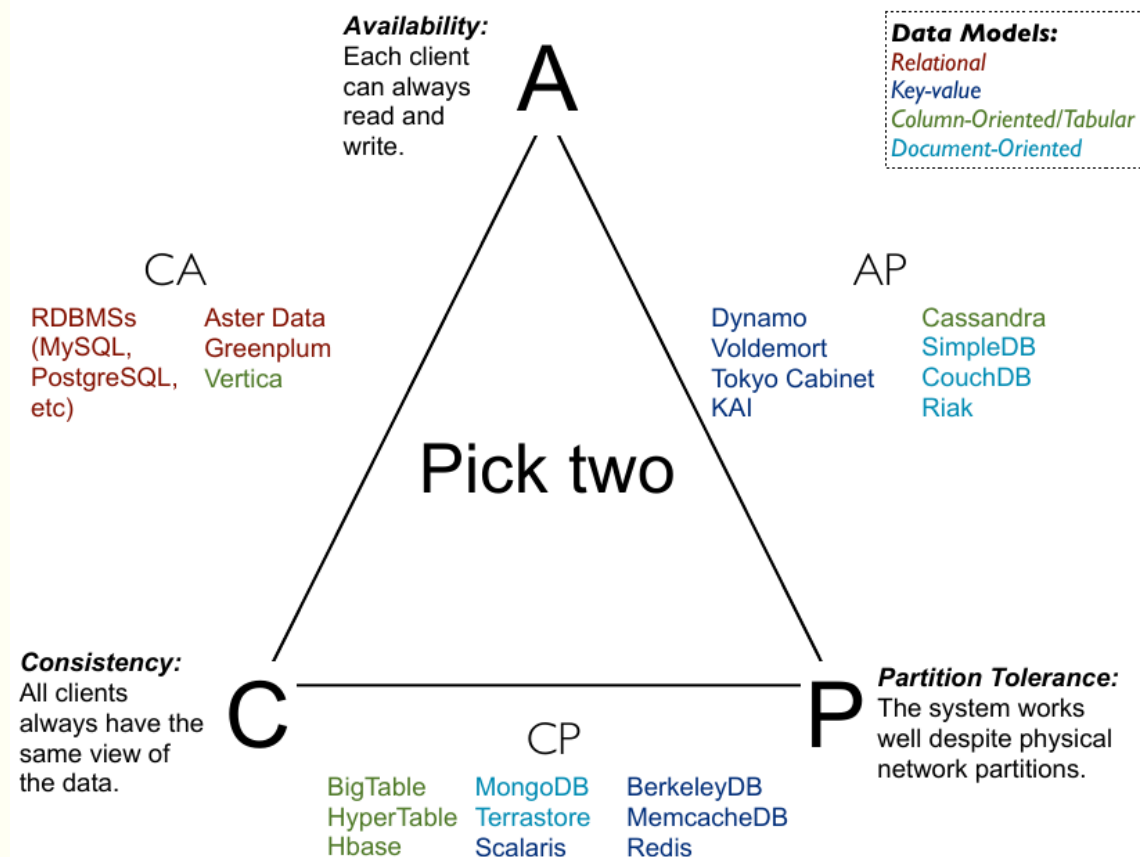 Availability:
Each client
can always
read and
write.
A
Data Models:
Relational
Key-value
Column-Oriented/Tabular
Document-Oriented
CA
RDBMSs
(MySQL,
PostgreSQL,
etc)
Aster Data
Greenplum
Vertica
AP
Dynamo
Voldemort
Tokyo Cabinet
KAI
Cassandra
SimpleDB
CouchDB
Riak
Pick two
Consistency:
All clients
always have the
same view of
the data.
C
P
Partition Tolerance:
The system works
well despite physical
network partitions.
CP
BigTable
HyperTable
Hbase
MongoDB
Terrastore
Scalaris
BerkeleyDB
MemcacheDB
Redis